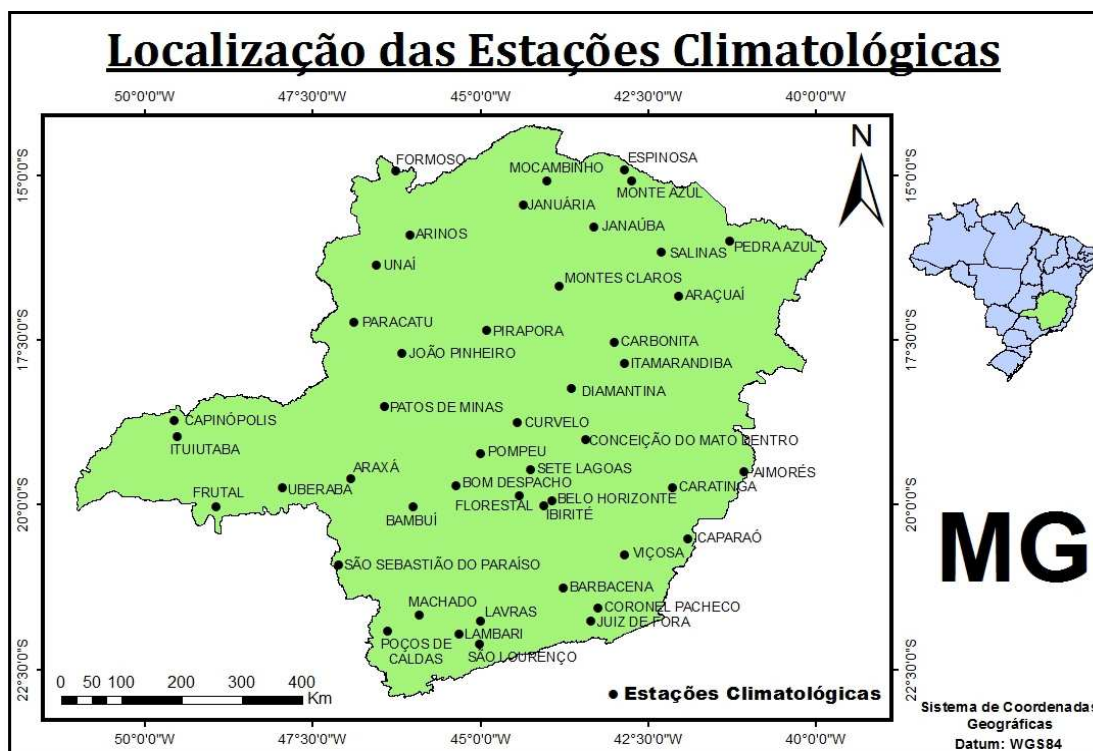 Localização das Estações Climatológicas
50°0'0"W 47°30'0"W 45°0'0"W 42°30'0"W 40°0'0"W
15°0'0"S
17°30'0"S
20°0'0"S
22°30'0"S
15°0'0"S
17°30'0"S
20°0'0"S
22°30'0"S
N
FORMOSO
ESPINOSA
MOCAMBINHO
MONTE AZUL
JANUÁRIA
JANAÚBA
ARINOS
PEDRA AZUL
SALINAS
UNAÍ
MONTES CLAROS
ARAÇUAÍ
PARACATU
PIRAPORA
CARBONITA
JOÃO PINHEIRO
ITAMARANDIBA
DIAMANTINA
PATOS DE MINAS
CAPINÓPOLIS
CURVELO
ITUIUTABA
CONCEIÇÃO DO MATO DENTRO
POMPEU
ARAXÁ
SETE LAGOAS
AIMORÉS
BOM DESPACHO
UBERABA
CARATINGA
FRUTAL
FLORESTAL
BELO HORIZONTE
IBIRITÉ
BAMBUÍ
CAPARAÓ
VIÇOSA
SÃO SEBASTIÃO DO PARAÍSO
BARBACENA
MACHADO
CORONEL PACHECO
LAVRAS
JUIZ DE FORA
LAMBARI
POÇOS DE
CALDAS
SÃO LOURENÇO
0 50 100 200 300 400
Km
Estações Climatológicas
50°0'0"W 47°30'0"W 45°0'0"W 42°30'0"W 40°0'0"W
MG
Sistema de Coordenadas
Geográficas
Datum: WGS84